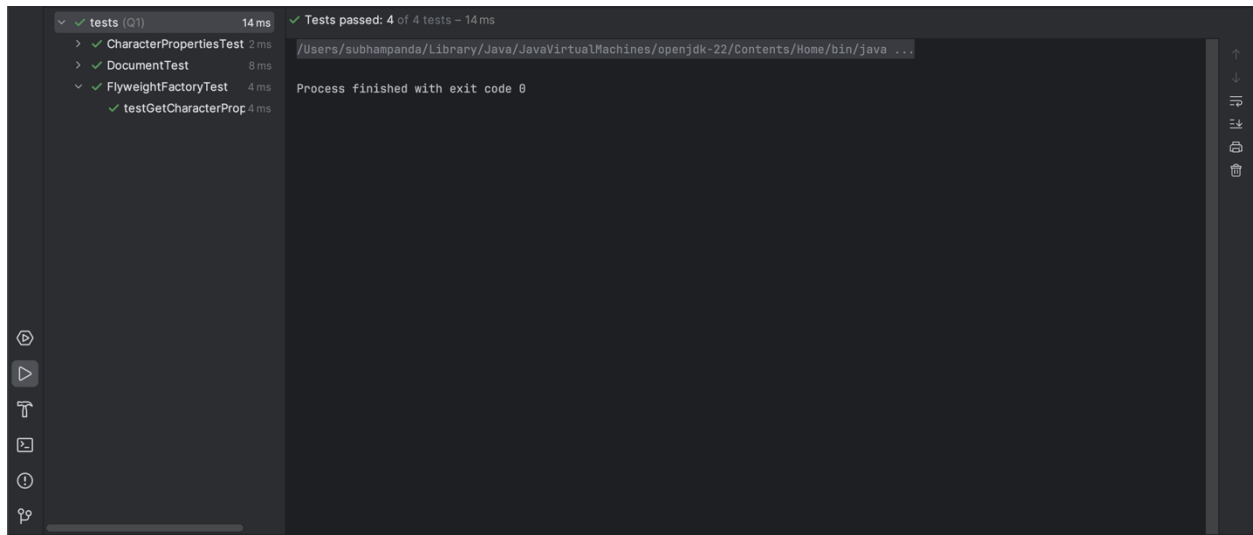 tests (Q1) 14 ms
CharacterPropertiesTest 2 ms
DocumentTest 8 ms
FlyweightFactoryTest 4 ms
testGetCharacterProp 4 ms
Tests passed: 4 of 4 tests – 14 ms
/Users/subhampanda/Library/Java/JavaVirtualMachines/openjdk-22/Contents/Home/bin/java ...
Process finished with exit code 0